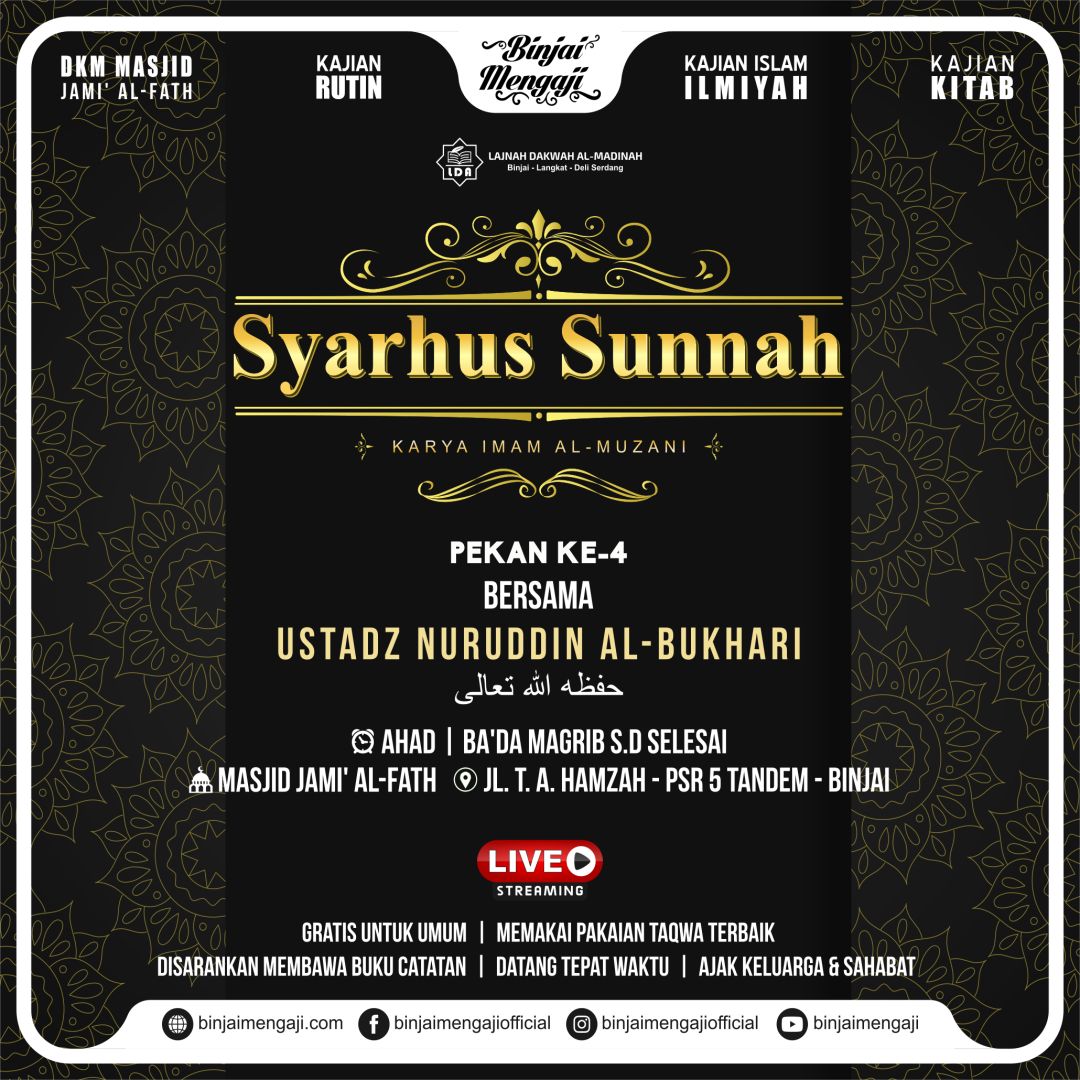 DKM MASJID
JAMI' AL-FATH
KAJIAN
RUTIN
Binjai
Mengaji
KAJIAN ISLAM
ILMIYAH
KAJIAN
KITAB
LDA
LAJNAH DAKWAH AL-MADINAH
Binjai - Langkat - Deli Serdang
Syarhus Sunnah
KARYA IMAM AL-MUZANI
PEKAN KE-4
BERSAMA
USTADZ NURUDDIN AL-BUKHARI
حفظه الله تعالى
AHAD | BA'DA MAGRIB S.D SELESAI
MASJID JAMI' AL-FATH JL. T. A. HAMZAH - PSR 5 TANDEM - BINJAI
LIVE
STREAMING
GRATIS UNTUK UMUM | MEMAKAI PAKAIAN TAQWA TERBAIK
DISARANKAN MEMBAWA BUKU CATATAN | DATANG TEPAT WAKTU | AJAK KELUARGA & SAHABAT
binjaimengaji.com binjaimengajiofficial binjaimengajiofficial binjaimengaji